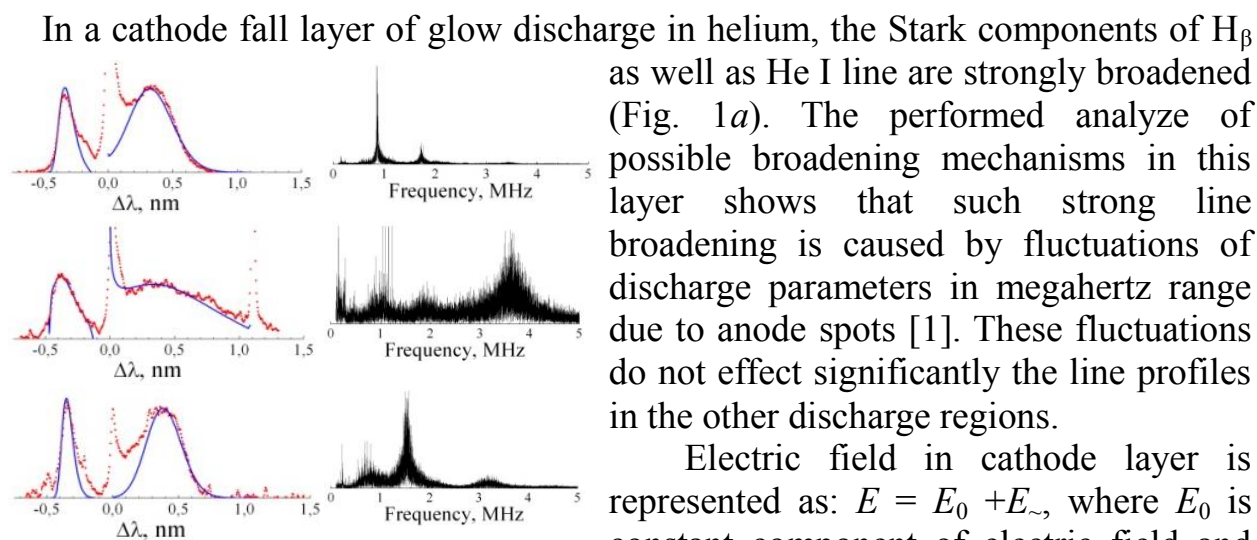 In a cathode fall layer of glow discharge in helium, the Stark components of Hβ
as well as He I line are strongly broadened
(Fig. 1a). The performed analyze of
possible broadening mechanisms in this
layer shows that such strong line
broadening is caused by fluctuations of
discharge parameters in megahertz range
due to anode spots [1]. These fluctuations
do not effect significantly the line profiles
in the other discharge regions.
Electric field in cathode layer is
represented as: E = E0 +E~, where E0 is
constant component of electric field and
-0,5 0,0 0,5 1,0 1,5
Δλ, nm
0 1 2 3 4 5
Frequency, MHz
-0,5 0,0 0,5 1,0 1,5
Δλ, nm
0 1 2 3 4 5
Frequency, MHz
-0,5 0,0 0,5 1,0 1,5
Δλ, nm
0 1 2 3 4 5
Frequency, MHz